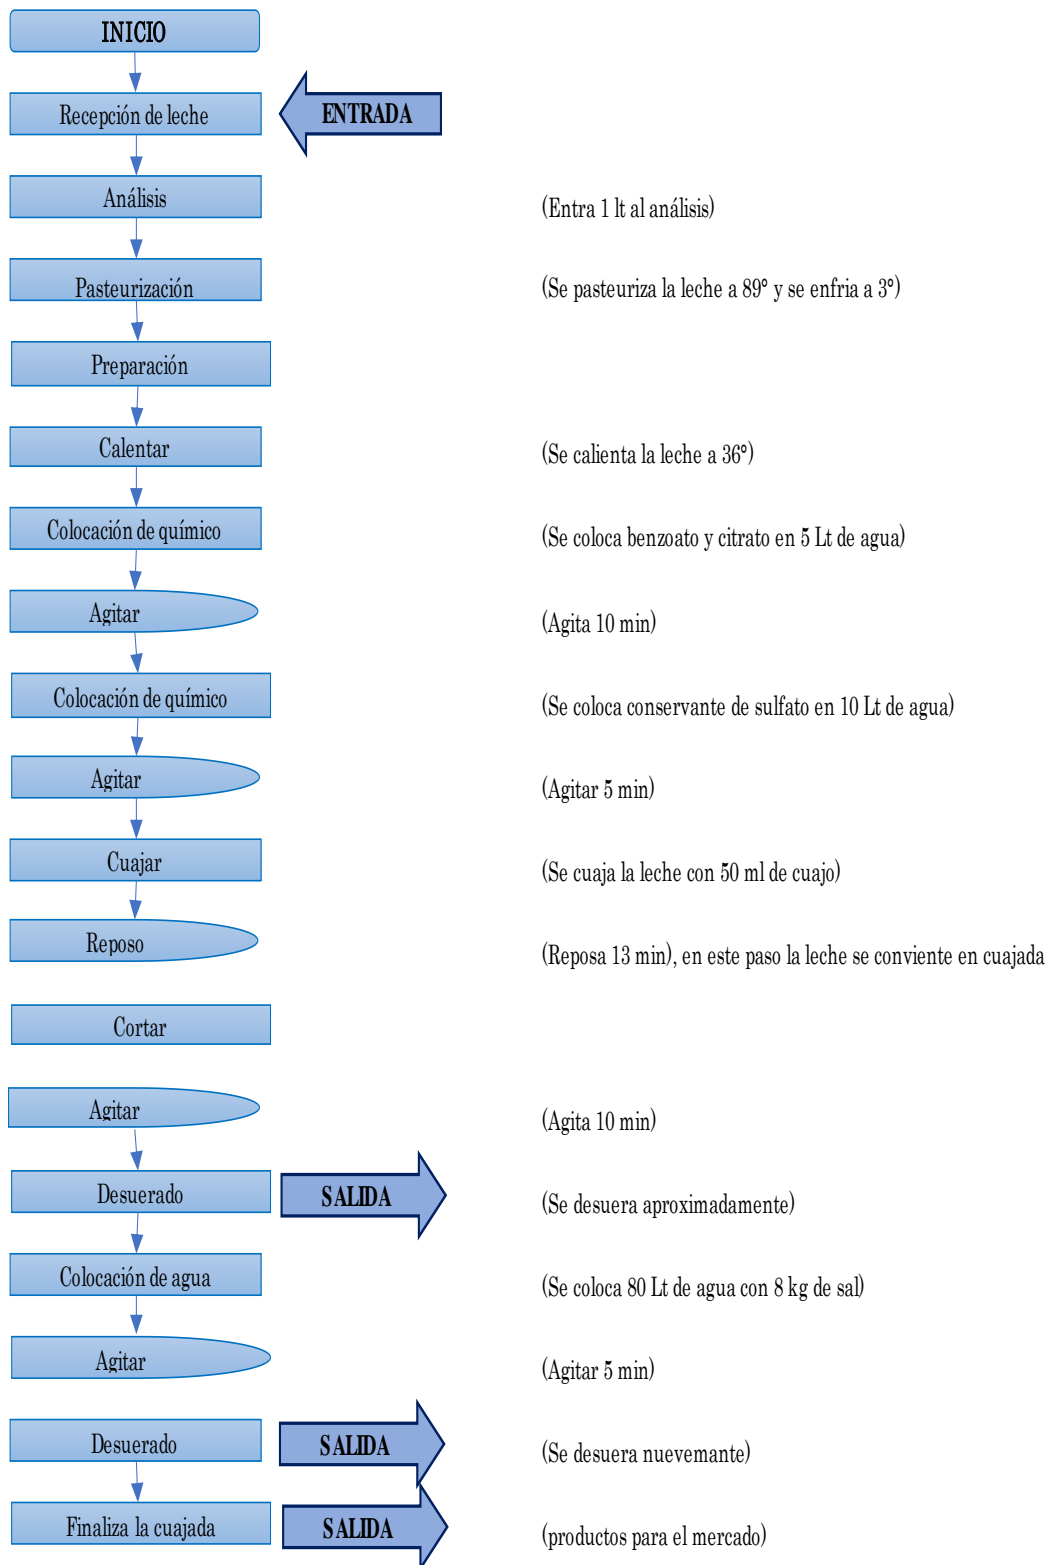 INICIO
Recepción de leche
ENTRADA
Análisis
(Entra 1 lt al análisis)
Pasteurización
(Se pasteuriza la leche a 89° y se enfria a 3°)
Preparación
Calentar
(Se calienta la leche a 36°)
Colocación de químico
(Se coloca benzoato y citrato en 5 Lt de agua)
Agitar
(Agita 10 min)
Colocación de químico
(Se coloca conservante de sulfato en 10 Lt de agua)
Agitar
(Agitar 5 min)
Cuajar
(Se cuaja la leche con 50 ml de cuajo)
Reposo
(Reposa 13 min), en este paso la leche se conviente en cuajada
Cortar
Agitar
(Agita 10 min)
Desuerado
SALIDA
(Se desuera aproximadamente)
Colocación de agua
(Se coloca 80 Lt de agua con 8 kg de sal)
Agitar
(Agitar 5 min)
Desuerado
SALIDA
(Se desuera nuevemante)
Finaliza la cuajada
SALIDA
(productos para el mercado)